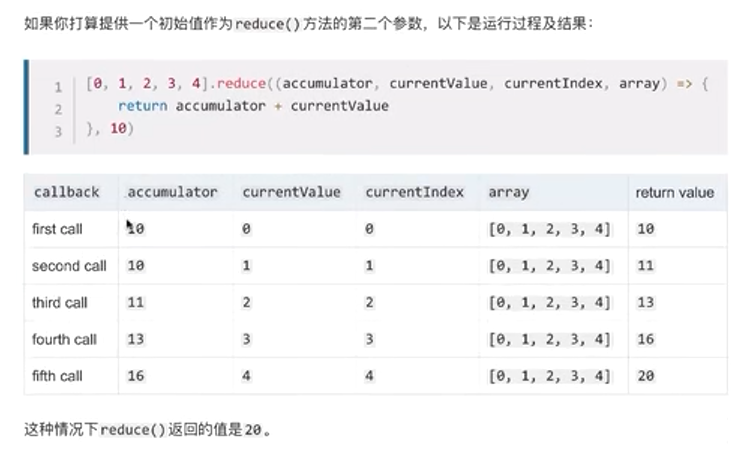 如果你打算提供一个初始值作为reduce()方法的第二个参数，以下是运行过程及结果：
1 [0, 1, 2, 3, 4].reduce((accumulator, currentValue, currentIndex, array) => {
2 return accumulator + currentValue
3 }, 10)
callback accumulator currentValue currentIndex array return value
first call 10 0 0 [0, 1, 2, 3, 4] 10
second call 10 1 1 [0, 1, 2, 3, 4] 11
third call 11 2 2 [0, 1, 2, 3, 4] 13
fourth call 13 3 3 [0, 1, 2, 3, 4] 16
fifth call 16 4 4 [0, 1, 2, 3, 4] 20
这种情况下reduce()返回的值是20。